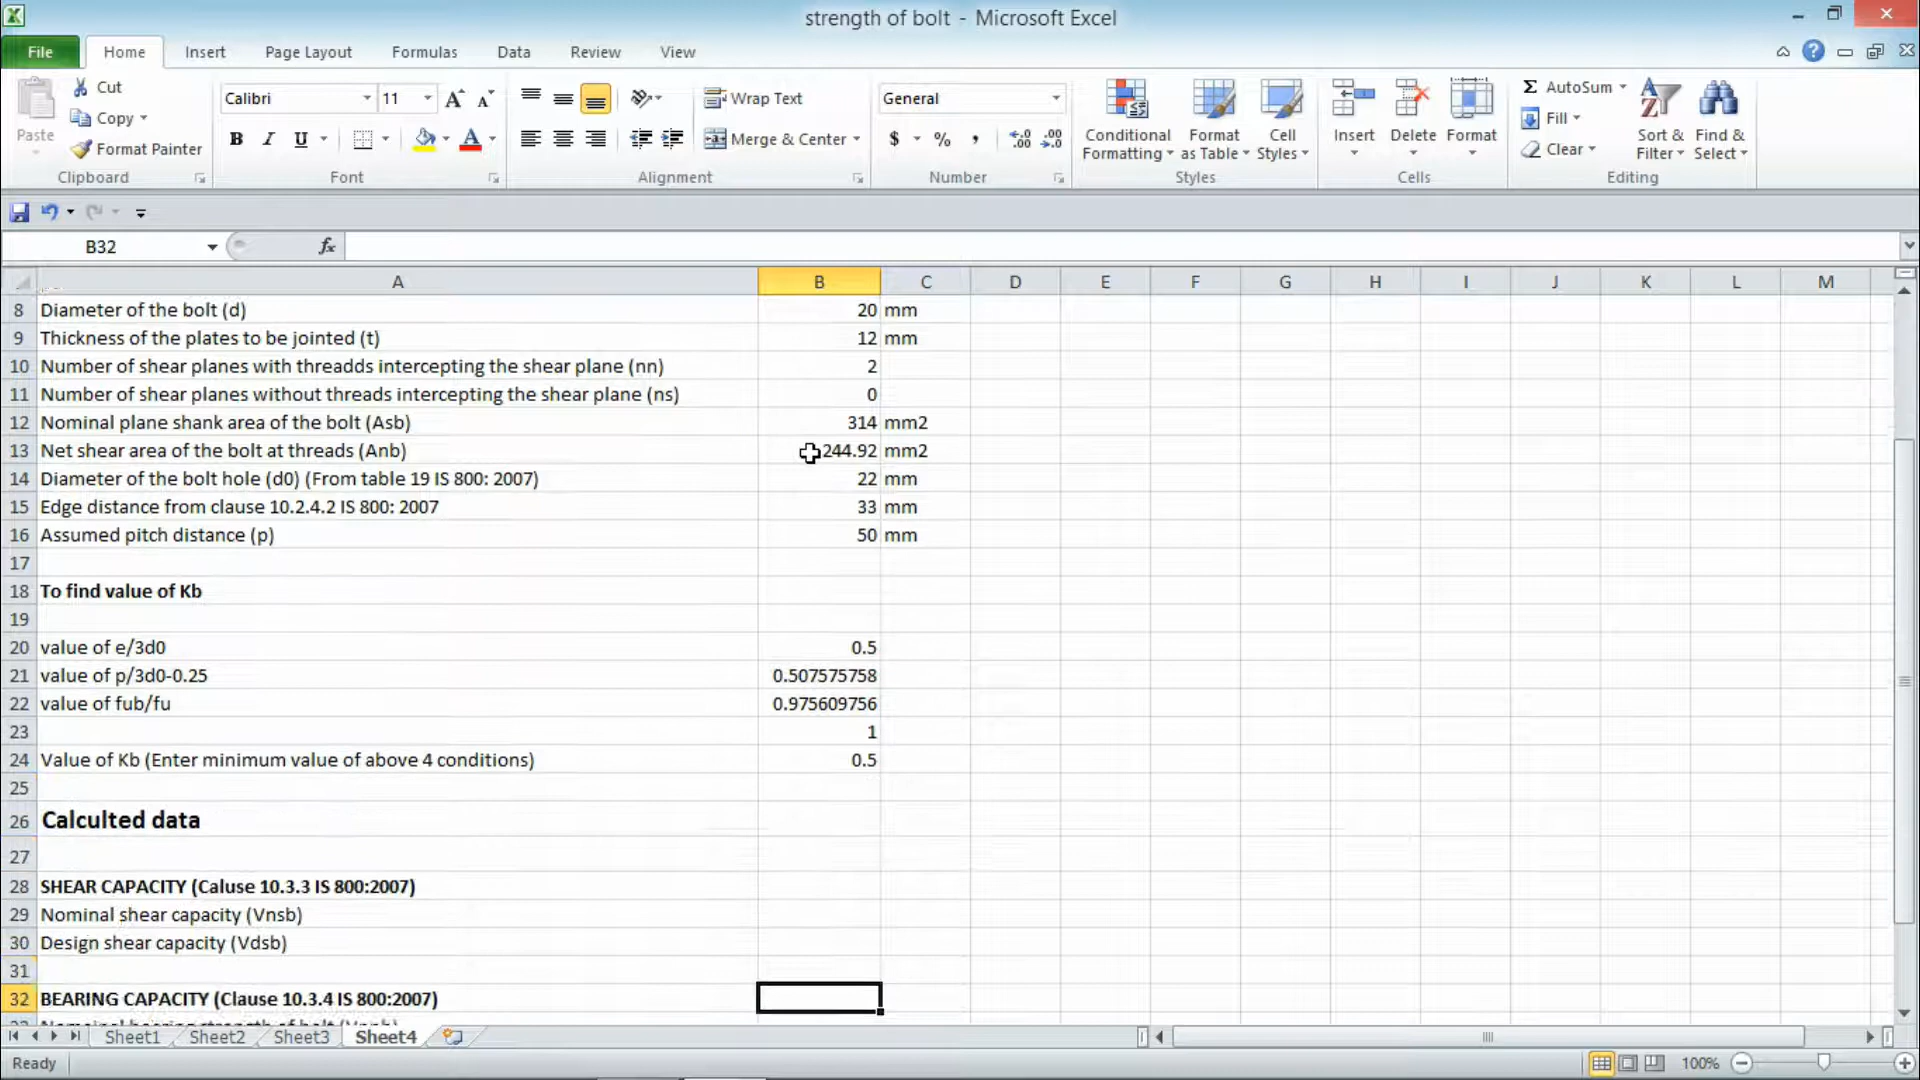 strength of bolt - Microsoft Excel
File Home Insert Page Layout Formulas Data Review View
Paste
Cut
Copy
Format Painter
Clipboard
Calibri 11
B I U
Font
Wrap Text
Merge & Center
Alignment
General
$ % ,
Number
Conditional Formatting
Format as Table
Cell Styles
Styles
Insert Delete Format
Cells
Σ AutoSum
Fill
Clear
Sort & Filter
Find & Select
Editing
B32 fx
A B C D E F G H I J K L M
8 Diameter of the bolt (d) 20 mm
9 Thickness of the plates to be jointed (t) 12 mm
10 Number of shear planes with threadds intercepting the shear plane (nn) 2
11 Number of shear planes without threads intercepting the shear plane (ns) 0
12 Nominal plane shank area of the bolt (Asb) 314 mm2
13 Net shear area of the bolt at threads (Anb) 244.92 mm2
14 Diameter of the bolt hole (d0) (From table 19 IS 800: 2007) 22 mm
15 Edge distance from clause 10.2.4.2 IS 800: 2007 33 mm
16 Assumed pitch distance (p) 50 mm
17
18 To find value of Kb
19
20 value of e/3d0 0.5
21 value of p/3d0-0.25 0.507575758
22 value of fub/fu 0.975609756
23 1
24 Value of Kb (Enter minimum value of above 4 conditions) 0.5
25
26 Calculted data
27
28 SHEAR CAPACITY (Caluse 10.3.3 IS 800:2007)
29 Nominal shear capacity (Vnsb)
30 Design shear capacity (Vdsb)
31
32 BEARING CAPACITY (Clause 10.3.4 IS 800:2007)
Sheet1 Sheet2 Sheet3 Sheet4
Ready 100%